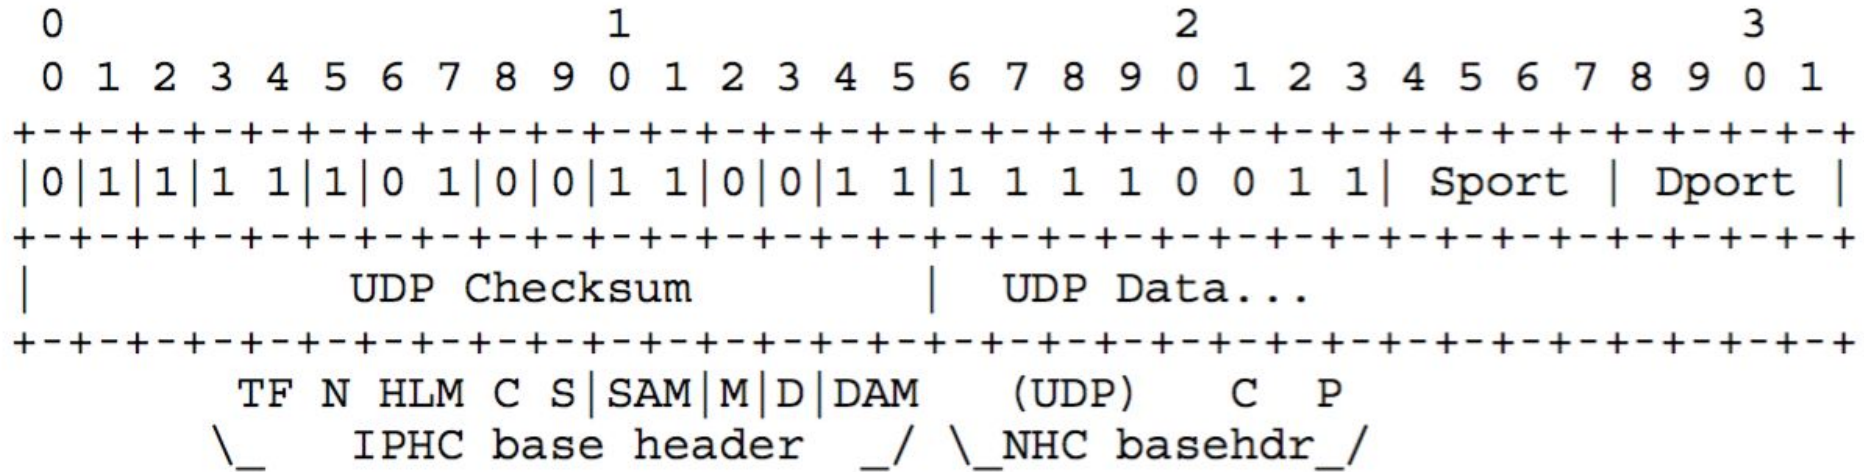 0                   1                   2                   3
 0 1 2 3 4 5 6 7 8 9 0 1 2 3 4 5 6 7 8 9 0 1 2 3 4 5 6 7 8 9 0 1
+-+-+-+-+-+-+-+-+-+-+-+-+-+-+-+-+-+-+-+-+-+-+-+-+-+-+-+-+-+-+-+-+
|0|1|1|1 1|1|0 1|0|0|1 1|0|0|1 1|1 1 1 1 0 0 1 1| Sport | Dport |
+-+-+-+-+-+-+-+-+-+-+-+-+-+-+-+-+-+-+-+-+-+-+-+-+-+-+-+-+-+-+-+-+
|           UDP Checksum        |  UDP Data...
+-+-+-+-+-+-+-+-+-+-+-+-+-+-+-+-+-+-+-+-+-+-+-+-+-+-+-+-+-+-+-+-+
        TF N HLM C S|SAM|M|D|DAM   (UDP)   C  P
       \_   IPHC base header  _/ \_NHC basehdr_/